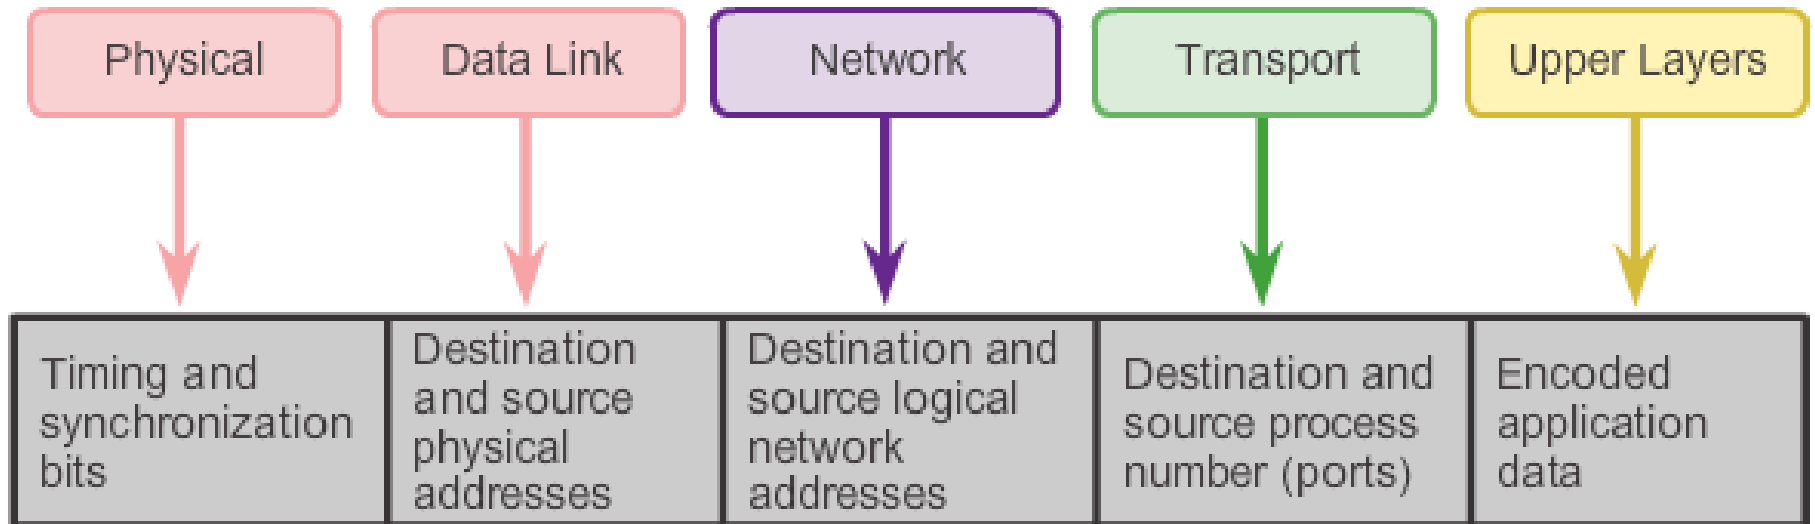 Physical
Data Link
Network
Transport
Upper Layers
Timing and
synchronization
bits
Destination
and source
physical
addresses
Destination and
source logical
network
addresses
Destination and
source process
number (ports)
Encoded
application
data